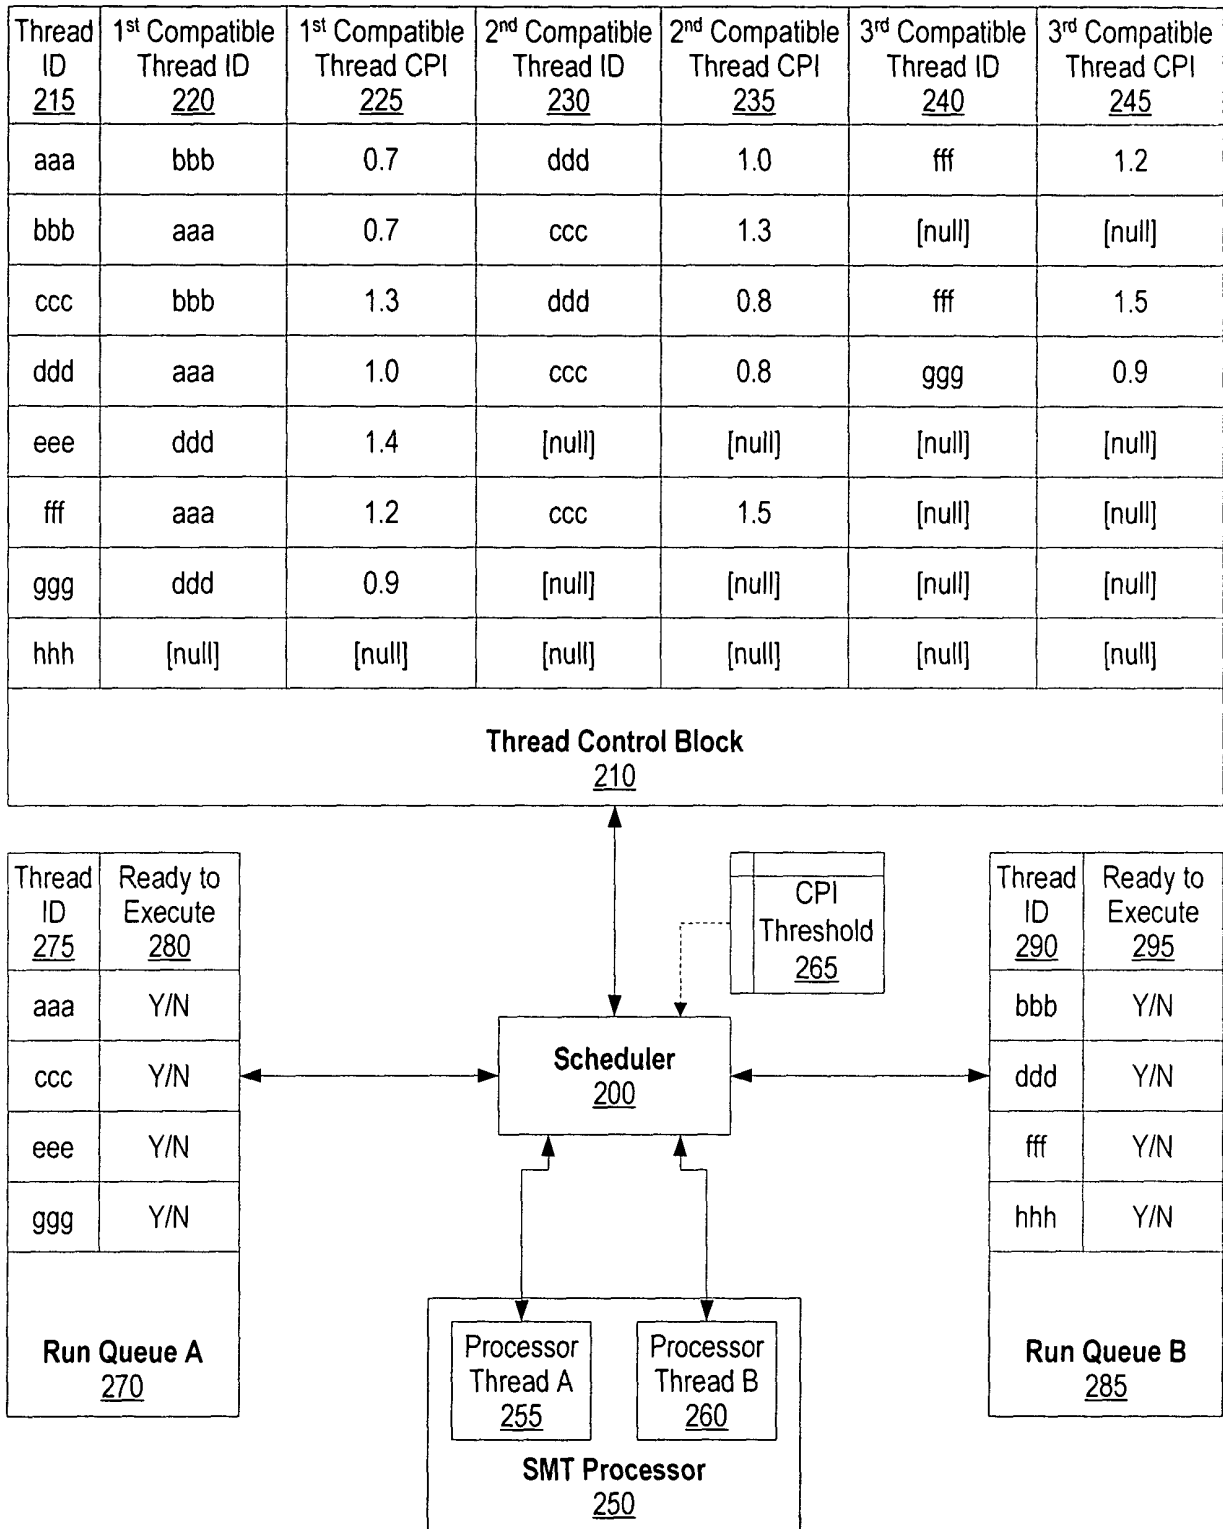 Thread ID 215 1st Compatible Thread ID 220 1st Compatible Thread CPI 225 2nd Compatible Thread ID 230 2nd Compatible Thread CPI 235 3rd Compatible Thread ID 240 3rd Compatible Thread CPI 245
aaa bbb 0.7 ddd 1.0 fff 1.2
bbb aaa 0.7 ccc 1.3 [null] [null]
ccc bbb 1.3 ddd 0.8 fff 1.5
ddd aaa 1.0 ccc 0.8 ggg 0.9
eee ddd 1.4 [null] [null] [null] [null]
fff aaa 1.2 ccc 1.5 [null] [null]
ggg ddd 0.9 [null] [null] [null] [null]
hhh [null] [null] [null] [null] [null] [null]
Thread Control Block
210
Thread ID 275 Ready to Execute 280
aaa Y/N
ccc Y/N
eee Y/N
ggg Y/N
Run Queue A
270
CPI
Threshold
265
Scheduler
200
Processor
Thread A
255
Processor
Thread B
260
SMT Processor
250
Thread ID 290 Ready to Execute 295
bbb Y/N
ddd Y/N
fff Y/N
hhh Y/N
Run Queue B
285